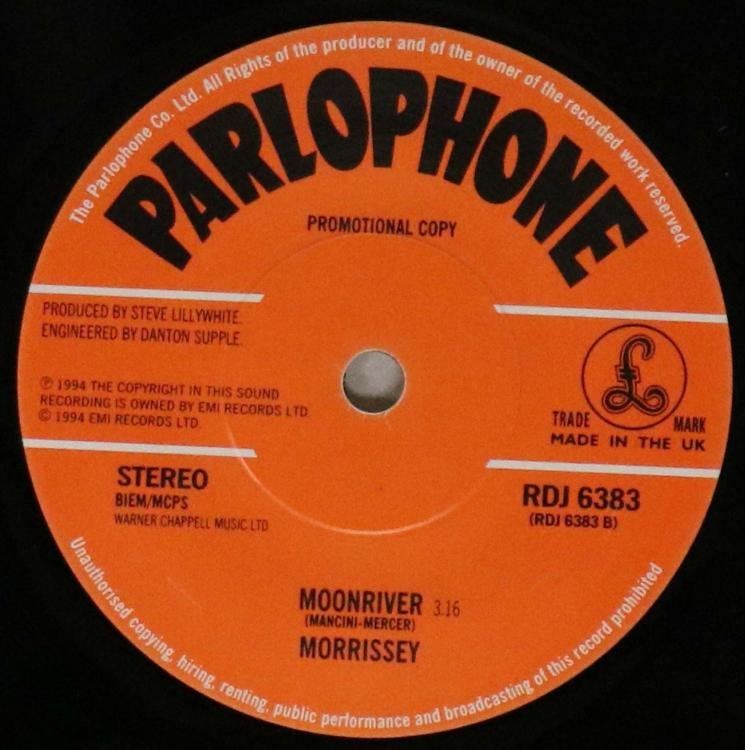 The Parlophone Co. Ltd. All Rights of the producer and of the owner of the recorded work reserved.
PARLOPHONE
PROMOTIONAL COPY
PRODUCED BY STEVE LILLYWHITE.
ENGINEERED BY DANTON SUPPLE.
℗ 1994 THE COPYRIGHT IN THIS SOUND
RECORDING IS OWNED BY EMI RECORDS LTD.
© 1994 EMI RECORDS LTD.
£
TRADE MARK
MADE IN THE UK
STEREO
BIEM/MCPS
WARNER CHAPPELL MUSIC LTD
RDJ 6383
(RDJ 6383 B)
MOONRIVER 3.16
(MANCINI-MERCER)
MORRISSEY
Unauthorised copying, hiring, renting, public performance and broadcasting of this record prohibited